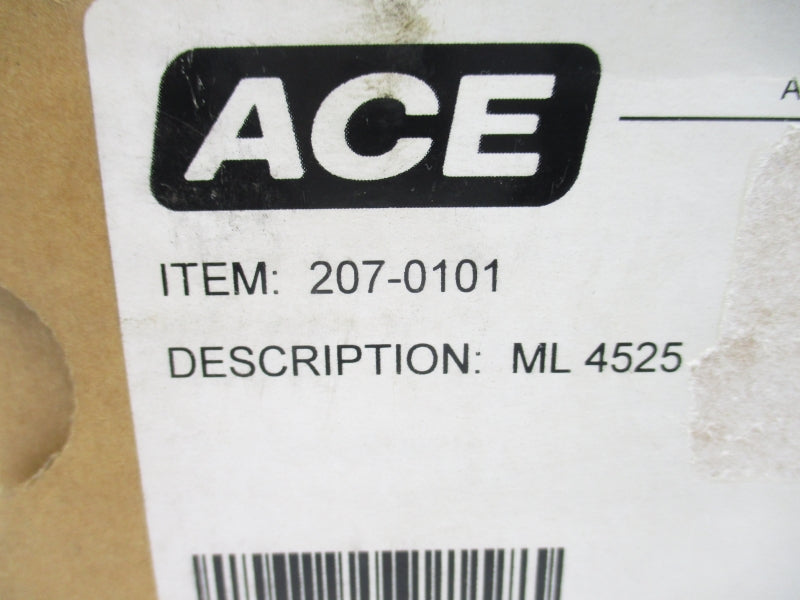 ACE
ITEM: 207-0101
DESCRIPTION: ML 4525